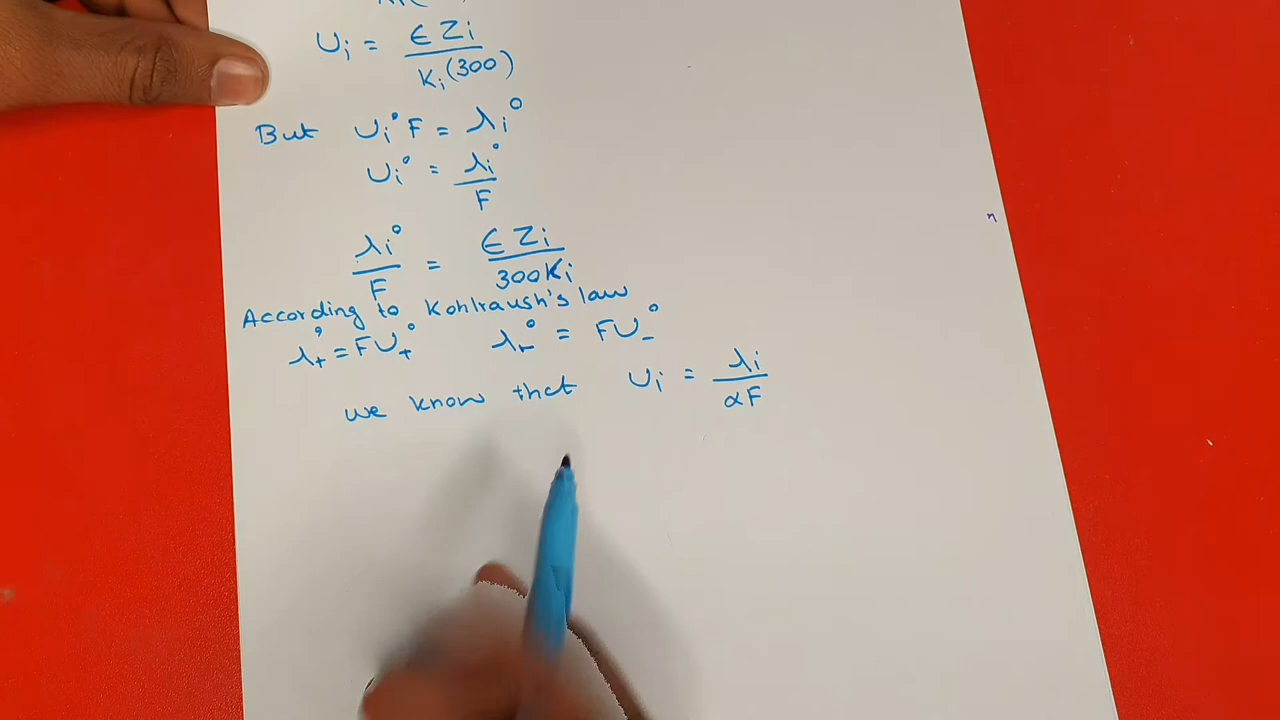 Ui = ϵ Zi / Ki(300)
But Ui° F = λi°
Ui° = λi° / F
λi° / F = ϵ Zi / 300Ki
According to Kohlraush's law
λ+° = FU+° λ-° = FU-°
we know that Ui = λi / αF
n